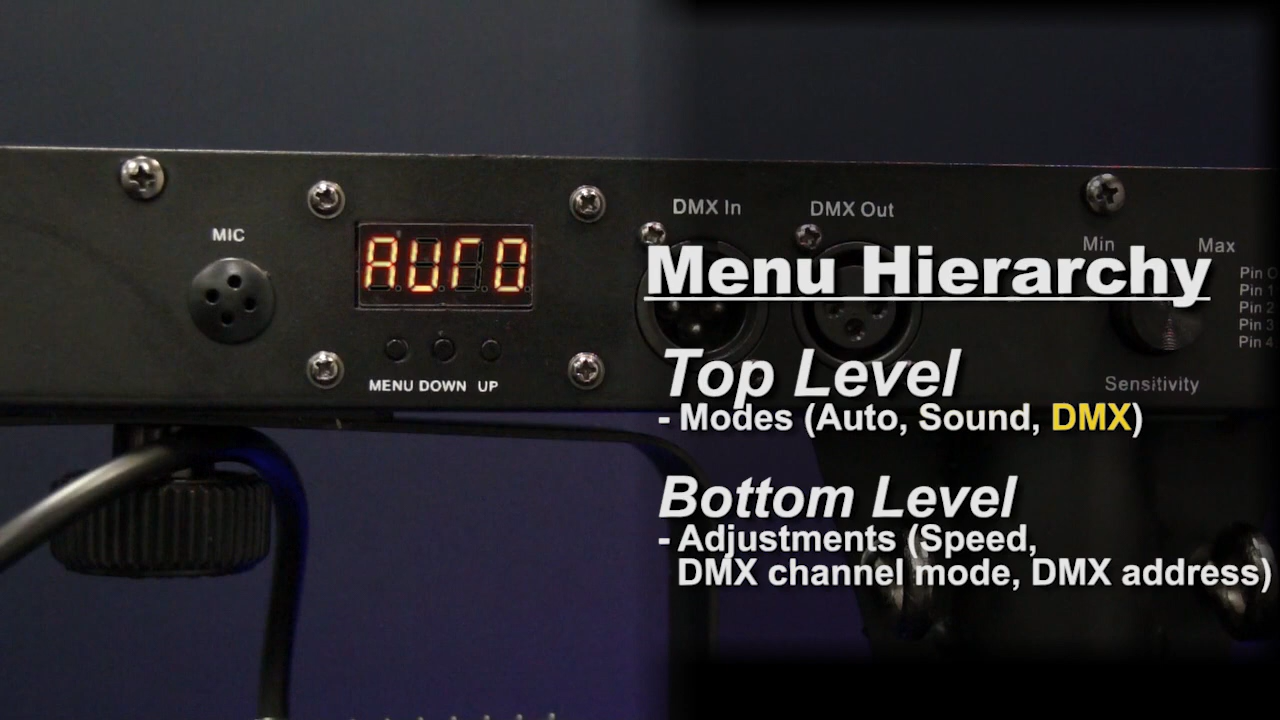 MIC
AUTO
MENU DOWN UP
DMX In
DMX Out
Min
Max
Pin
Pin 1
Pin 2
Pin 3
Pin 4
Sensitivity
Menu Hierarchy
Top Level
- Modes (Auto, Sound, DMX)
Bottom Level
- Adjustments (Speed,
DMX channel mode, DMX address)